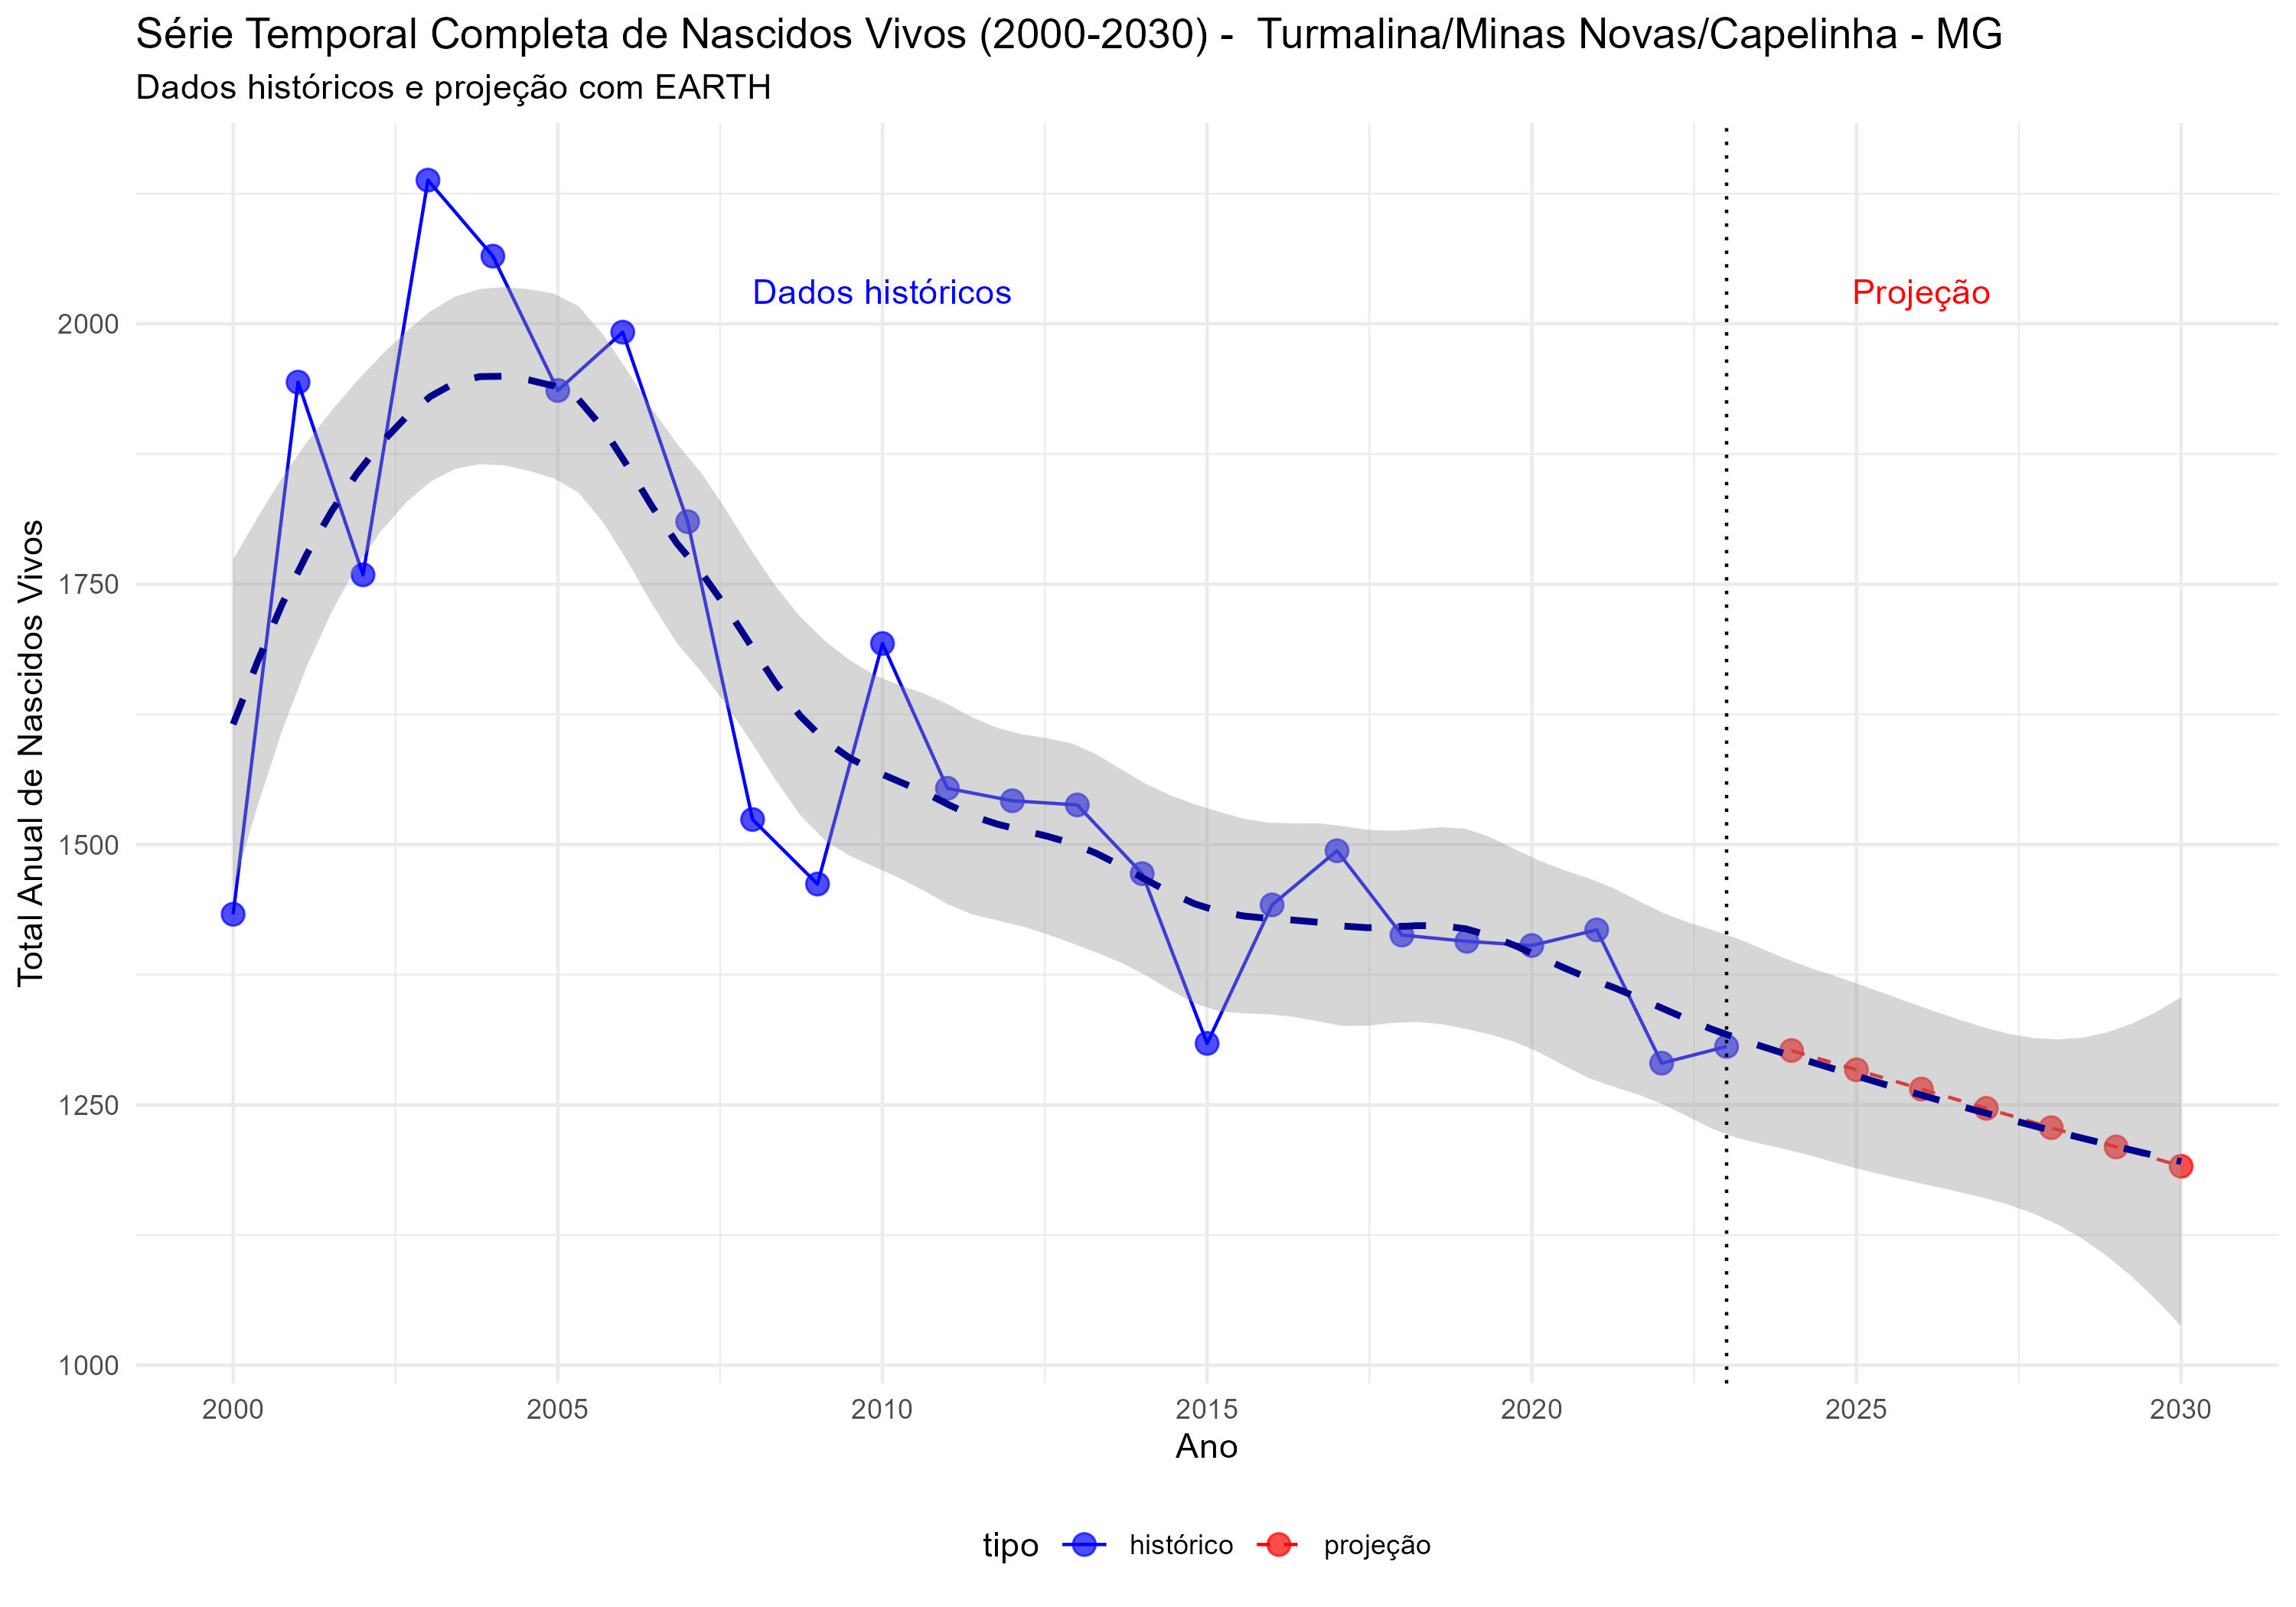 Série Temporal Completa de Nascidos Vivos (2000-2030) -  Turmalina/Minas Novas/Capelinha - MG
Dados históricos e projeção com EARTH
Total Anual de Nascidos Vivos
2000
1750
1500
1250
1000
Dados históricos
Projeção
2000 2005 2010 2015 2020 2025 2030
Ano
tipo histórico projeção